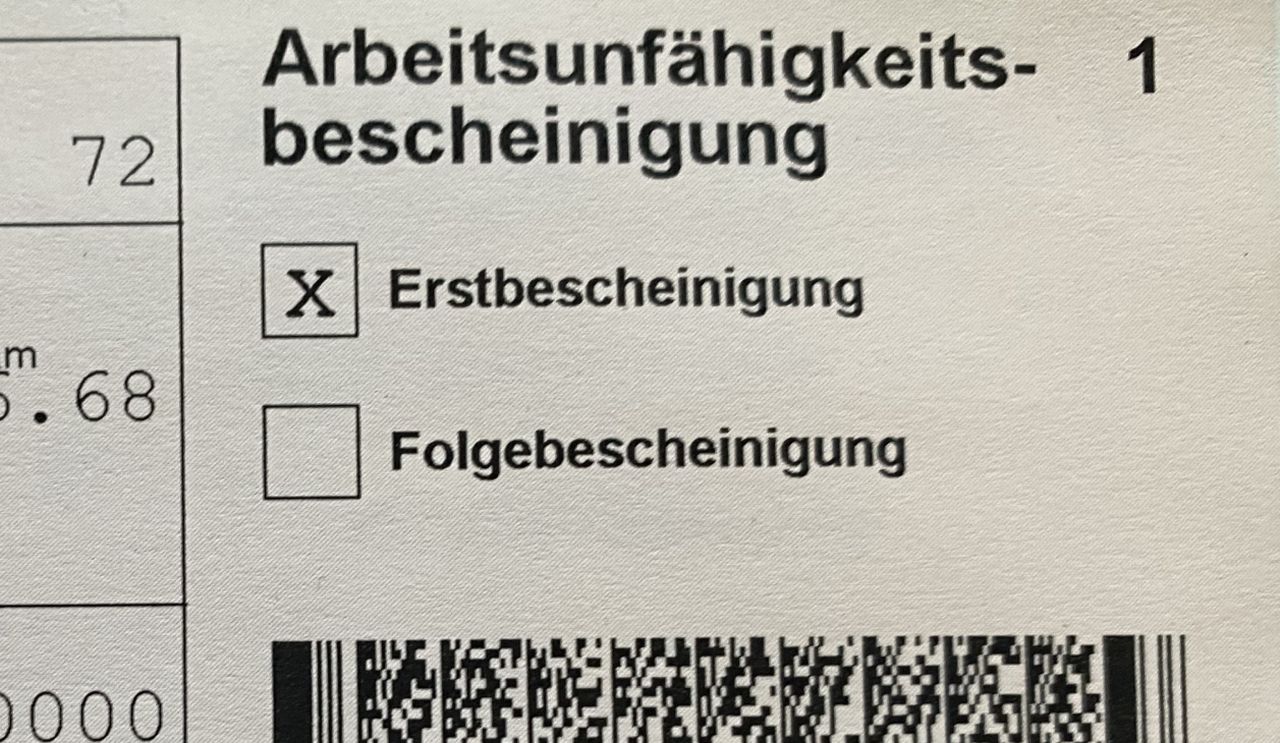 Arbeitsunfähigkeits- 1
bescheinigung
72
X Erstbescheinigung
m
.68
Folgebescheinigung
000